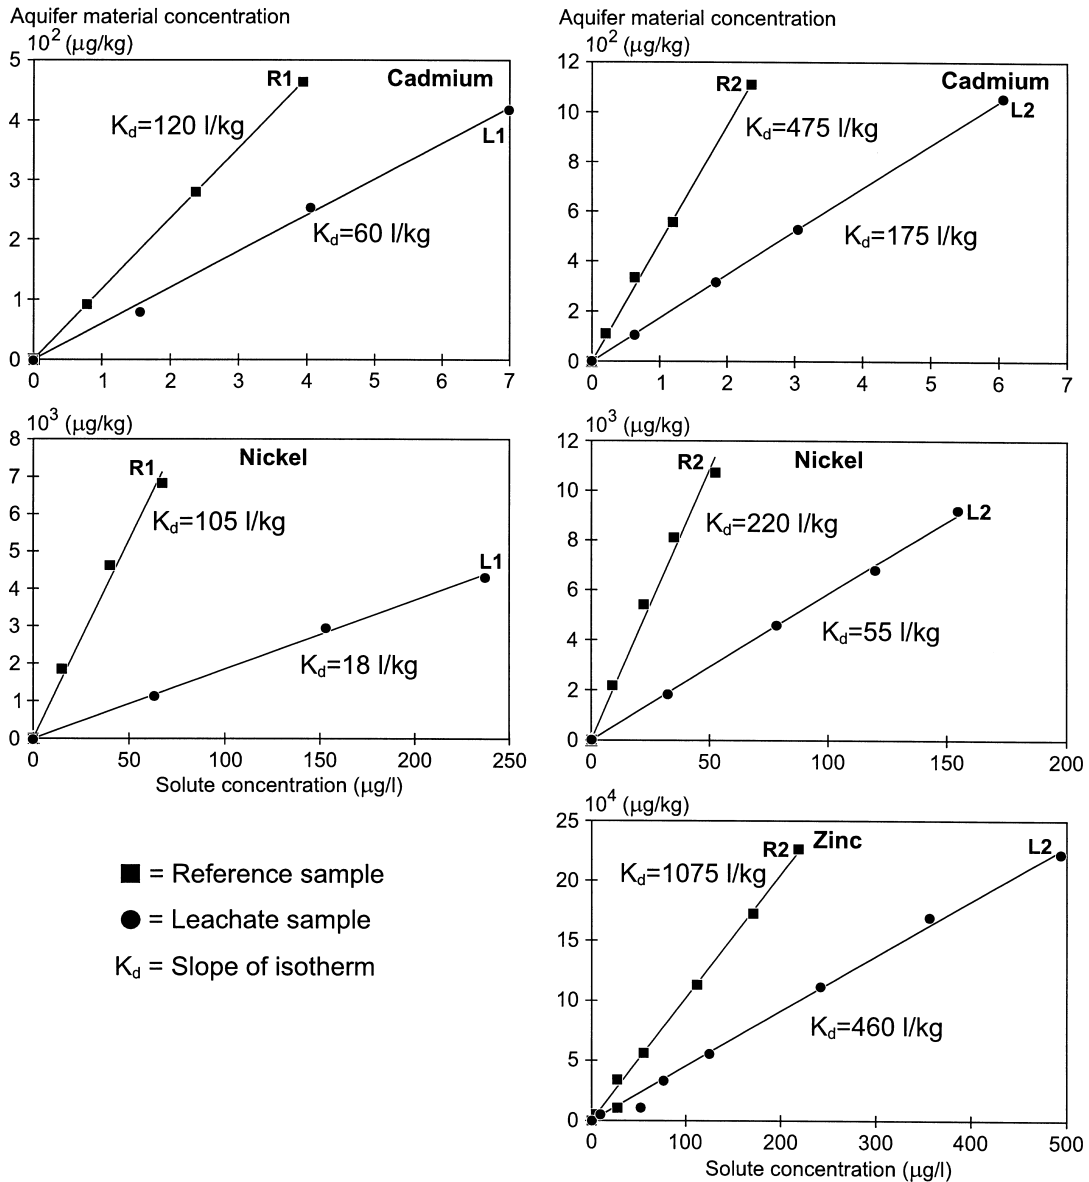 Aquifer material concentration
10² (µg/kg)
5
4
3
2
1
0
R1
Cadmium
Kd=120 l/kg
L1
Kd=60 l/kg
0 1 2 3 4 5 6 7
Aquifer material concentration
10² (µg/kg)
12
10
8
6
4
2
0
R2
Cadmium
L2
Kd=475 l/kg
Kd=175 l/kg
0 1 2 3 4 5 6 7
10³ (µg/kg)
8
7
6
5
4
3
2
1
0
R1
Nickel
Kd=105 l/kg
L1
Kd=18 l/kg
0 50 100 150 200 250
Solute concentration (µg/l)
10³ (µg/kg)
12
10
8
6
4
2
0
R2
Nickel
L2
Kd=220 l/kg
Kd=55 l/kg
0 50 100 150 200
10⁴ (µg/kg)
25
20
15
10
5
0
R2
Zinc
L2
Kd=1075 l/kg
Kd=460 l/kg
0 100 200 300 400 500
Solute concentration (µg/l)
= Reference sample
= Leachate sample
Kd = Slope of isotherm